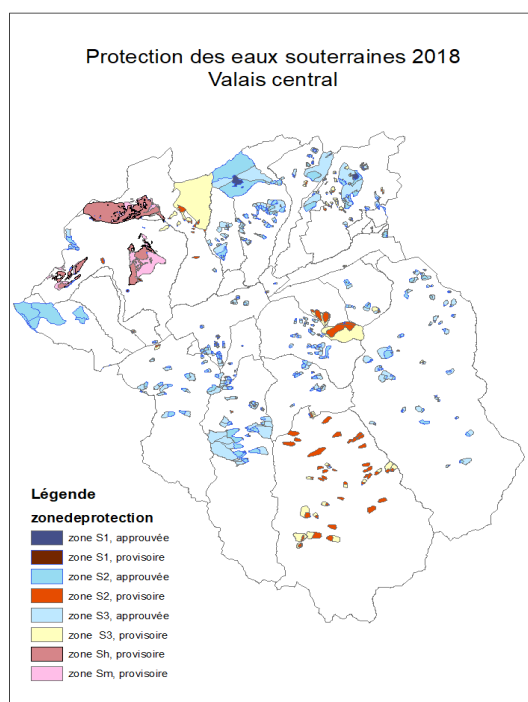 Protection des eaux souterraines 2018
Valais central
Légende
zonedeprotection
zone S1, approuvée
zone S1, provisoire
zone S2, approuvée
zone S2, provisoire
zone S3, approuvée
zone S3, provisoire
zone Sh, provisoire
zone Sm, provisoire